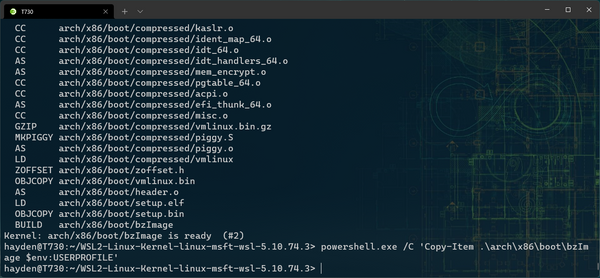 T730
CC arch/x86/boot/compressed/kaslr.o
CC arch/x86/boot/compressed/ident_map_64.o
CC arch/x86/boot/compressed/idt_64.o
AS arch/x86/boot/compressed/idt_handlers_64.o
AS arch/x86/boot/compressed/mem_encrypt.o
CC arch/x86/boot/compressed/pgtable_64.o
CC arch/x86/boot/compressed/acpi.o
AS arch/x86/boot/compressed/efi_thunk_64.o
CC arch/x86/boot/compressed/misc.o
GZIP arch/x86/boot/compressed/vmlinux.bin.gz
MKPIGGY arch/x86/boot/compressed/piggy.S
AS arch/x86/boot/compressed/piggy.o
LD arch/x86/boot/compressed/vmlinux
ZOFFSET arch/x86/boot/zoffset.h
OBJCOPY arch/x86/boot/vmlinux.bin
AS arch/x86/boot/header.o
LD arch/x86/boot/setup.elf
OBJCOPY arch/x86/boot/setup.bin
BUILD arch/x86/boot/bzImage
Kernel: arch/x86/boot/bzImage is ready (#2)
hayden@T730:~/WSL2-Linux-Kernel-linux-msft-wsl-5.10.74.3> powershell.exe /C 'Copy-Item .\arch\x86\boot\bzIm
age $env:USERPROFILE'
hayden@T730:~/WSL2-Linux-Kernel-linux-msft-wsl-5.10.74.3>